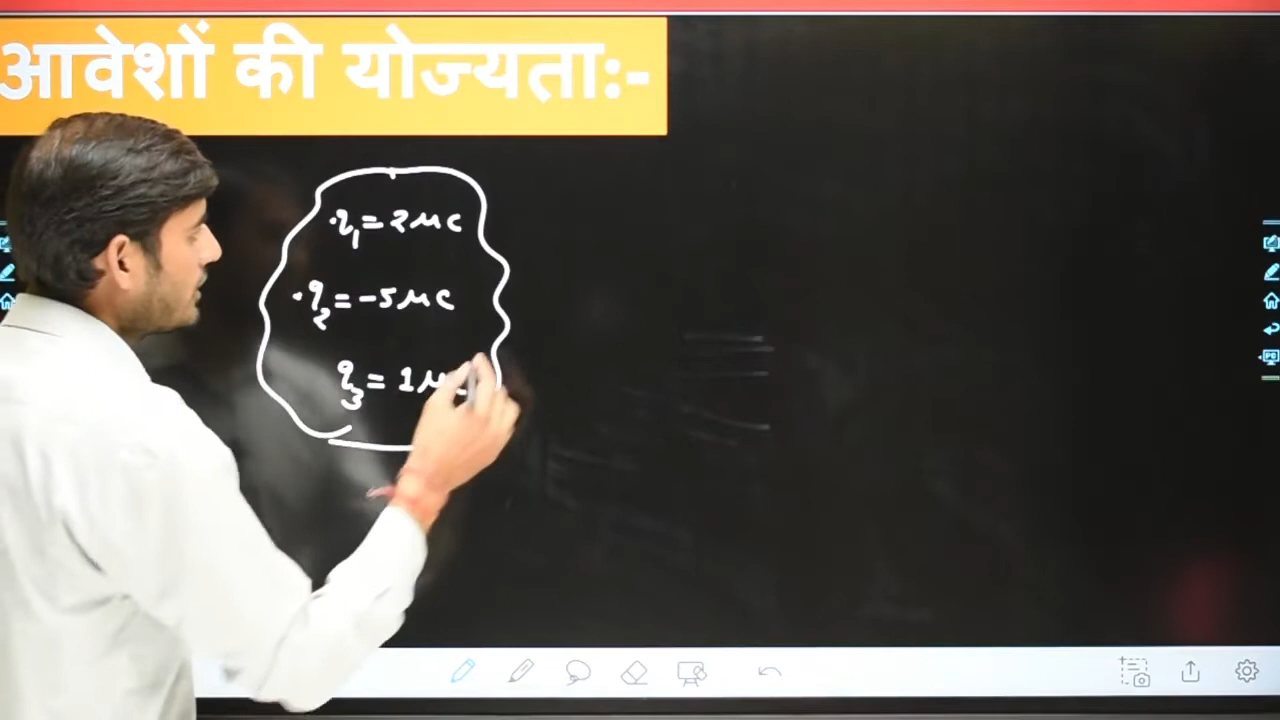 आवेशों की योज्यता:-
q₁ = 2μC
q₂ = -5μC
q₃ = 1μ